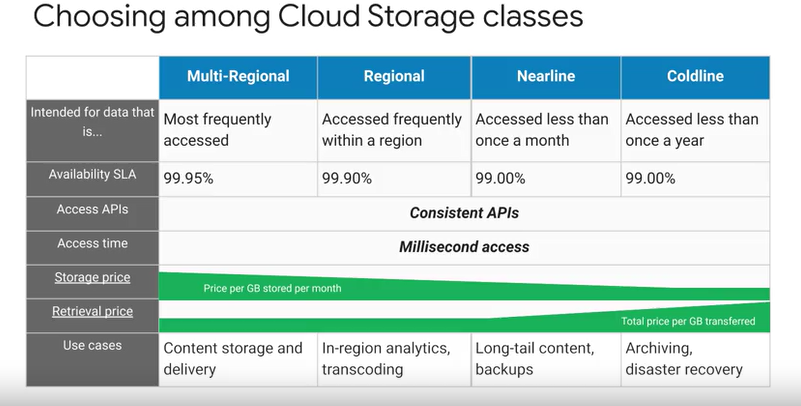 Choosing among Cloud Storage classes
Multi-Regional Regional Nearline Coldline
Intended for data that
is...
Most frequently
accessed
Accessed frequently
within a region
Accessed less than
once a month
Accessed less than
once a year
Availability SLA 99.95% 99.90% 99.00% 99.00%
Access APIs Consistent APIs
Access time Millisecond access
Storage price Price per GB stored per month
Retrieval price Total price per GB transferred
Use cases
Content storage and
delivery
In-region analytics,
transcoding
Long-tail content,
backups
Archiving,
disaster recovery